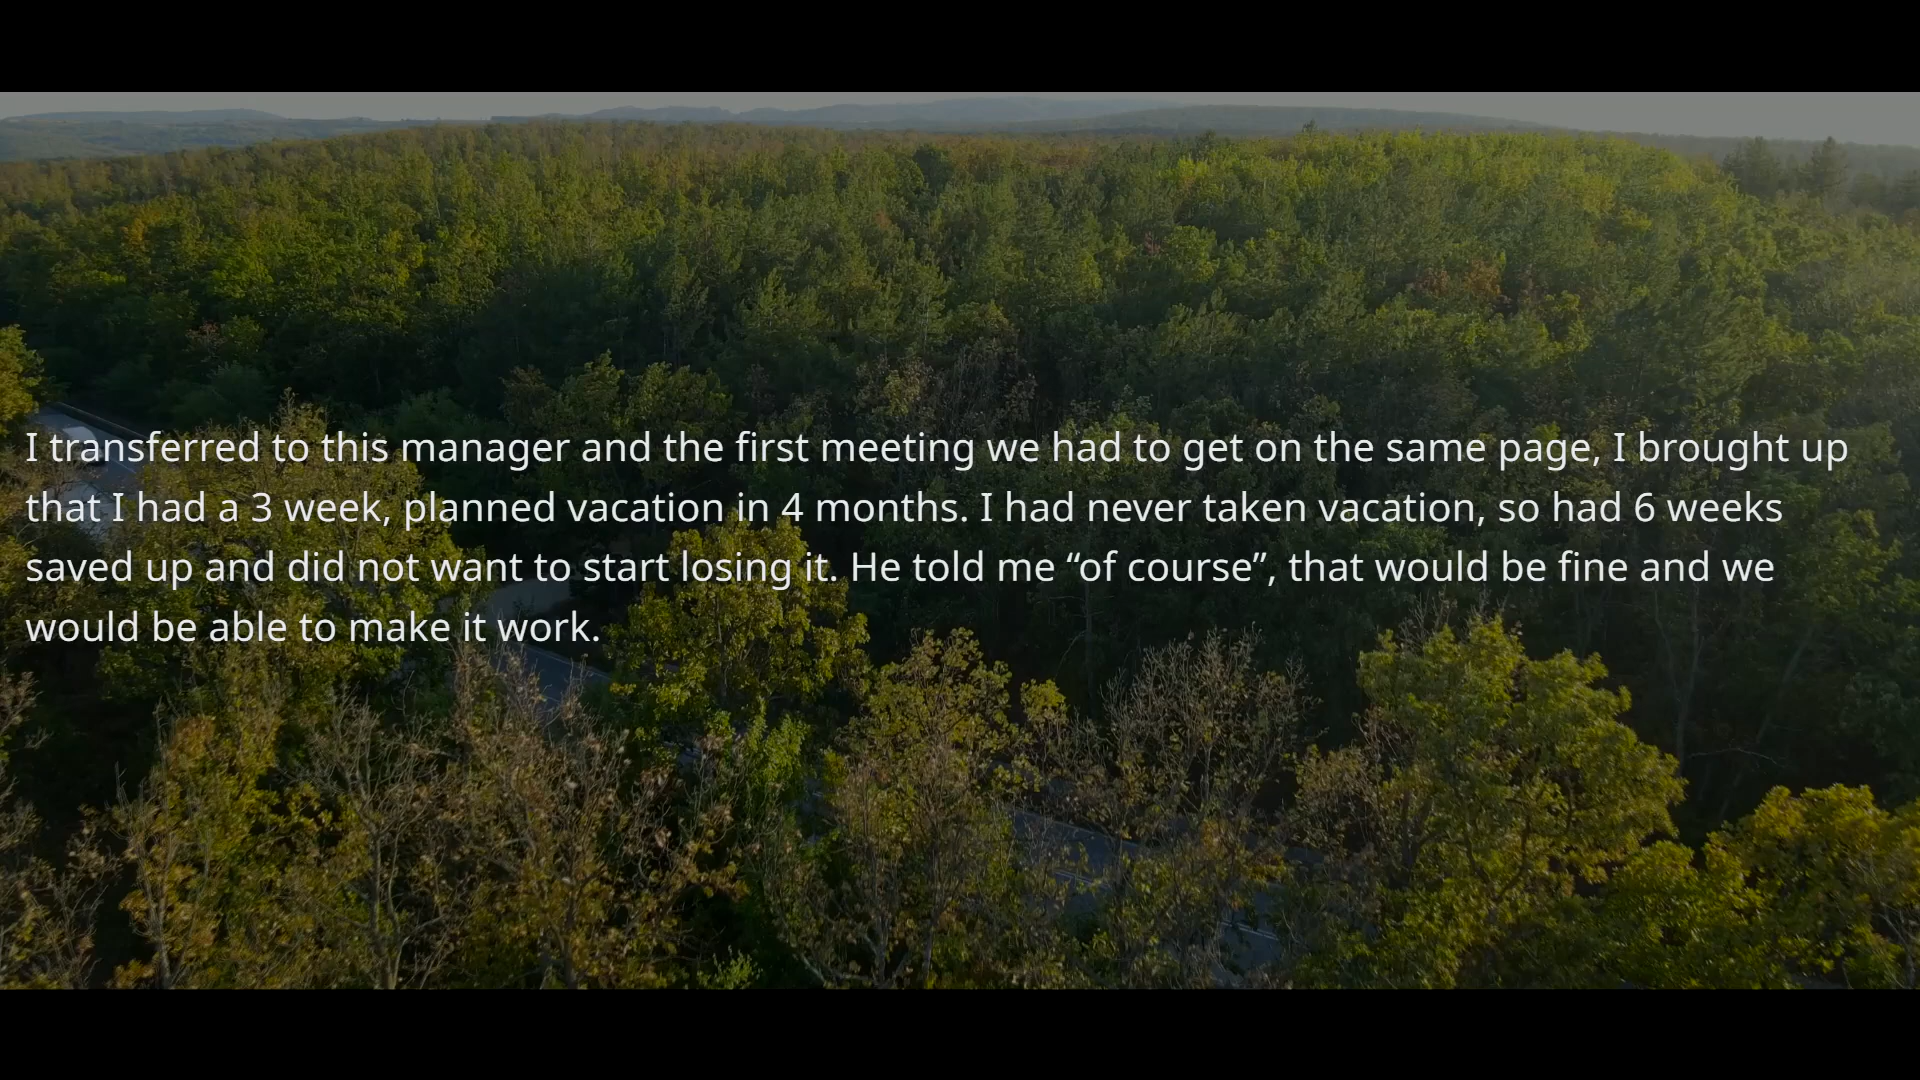 I transferred to this manager and the first meeting we had to get on the same page, I brought up
that I had a 3 week, planned vacation in 4 months. I had never taken vacation, so had 6 weeks
saved up and did not want to start losing it. He told me “of course”, that would be fine and we
would be able to make it work.